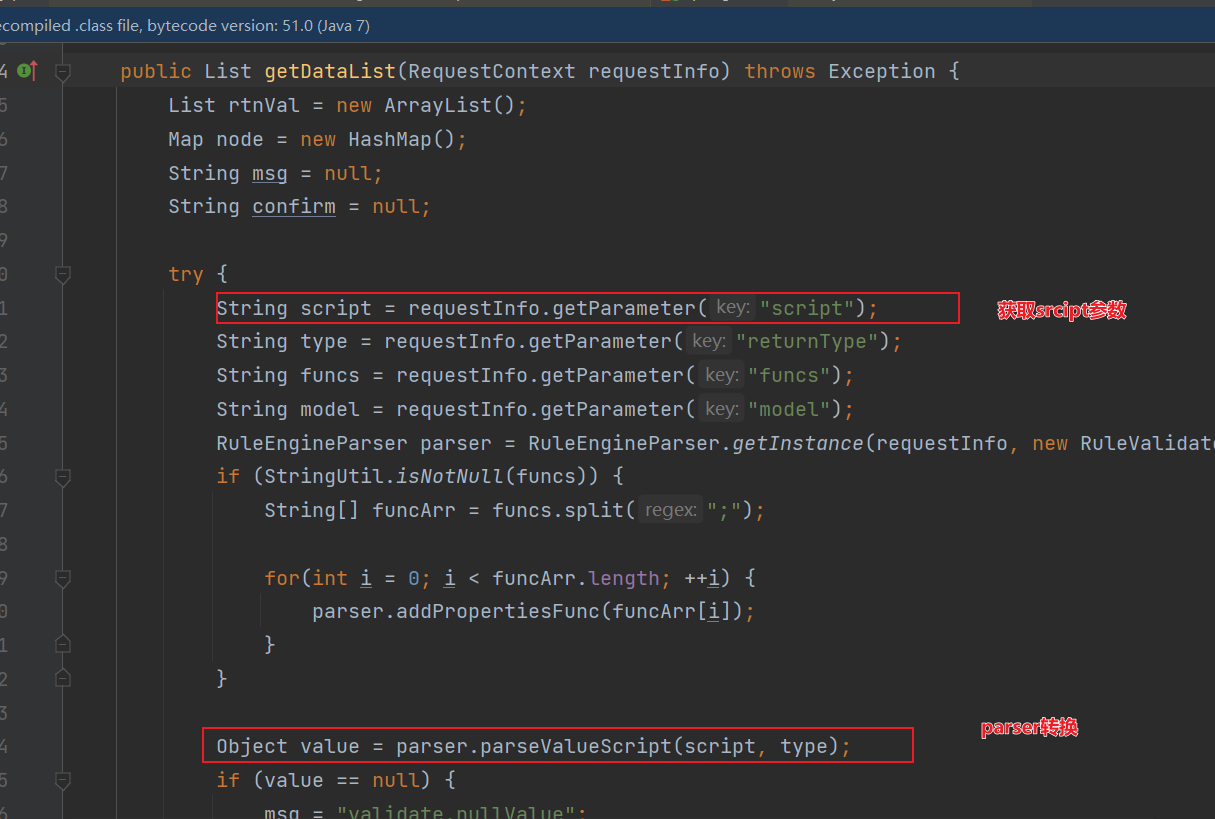 ecompiled .class file, bytecode version: 51.0 (Java 7)
4 public List getDataList(RequestContext requestInfo) throws Exception {
5 List rtnVal = new ArrayList();
6 Map node = new HashMap();
7 String msg = null;
8 String confirm = null;
9
0 try {
1 String script = requestInfo.getParameter( key: "script"); 获取srcipt参数
2 String type = requestInfo.getParameter( key: "returnType");
3 String funcs = requestInfo.getParameter( key: "funcs");
4 String model = requestInfo.getParameter( key: "model");
5 RuleEngineParser parser = RuleEngineParser.getInstance(requestInfo, new RuleValidate
6 if (StringUtil.isNotNull(funcs)) {
7 String[] funcArr = funcs.split( regex: ";");
8
9 for(int i = 0; i < funcArr.length; ++i) {
0 parser.addPropertiesFunc(funcArr[i]);
1 }
2 }
3
4 Object value = parser.parseValueScript(script, type); parser转换
5 if (value == null) {
6 msg = "validate.nullValue";